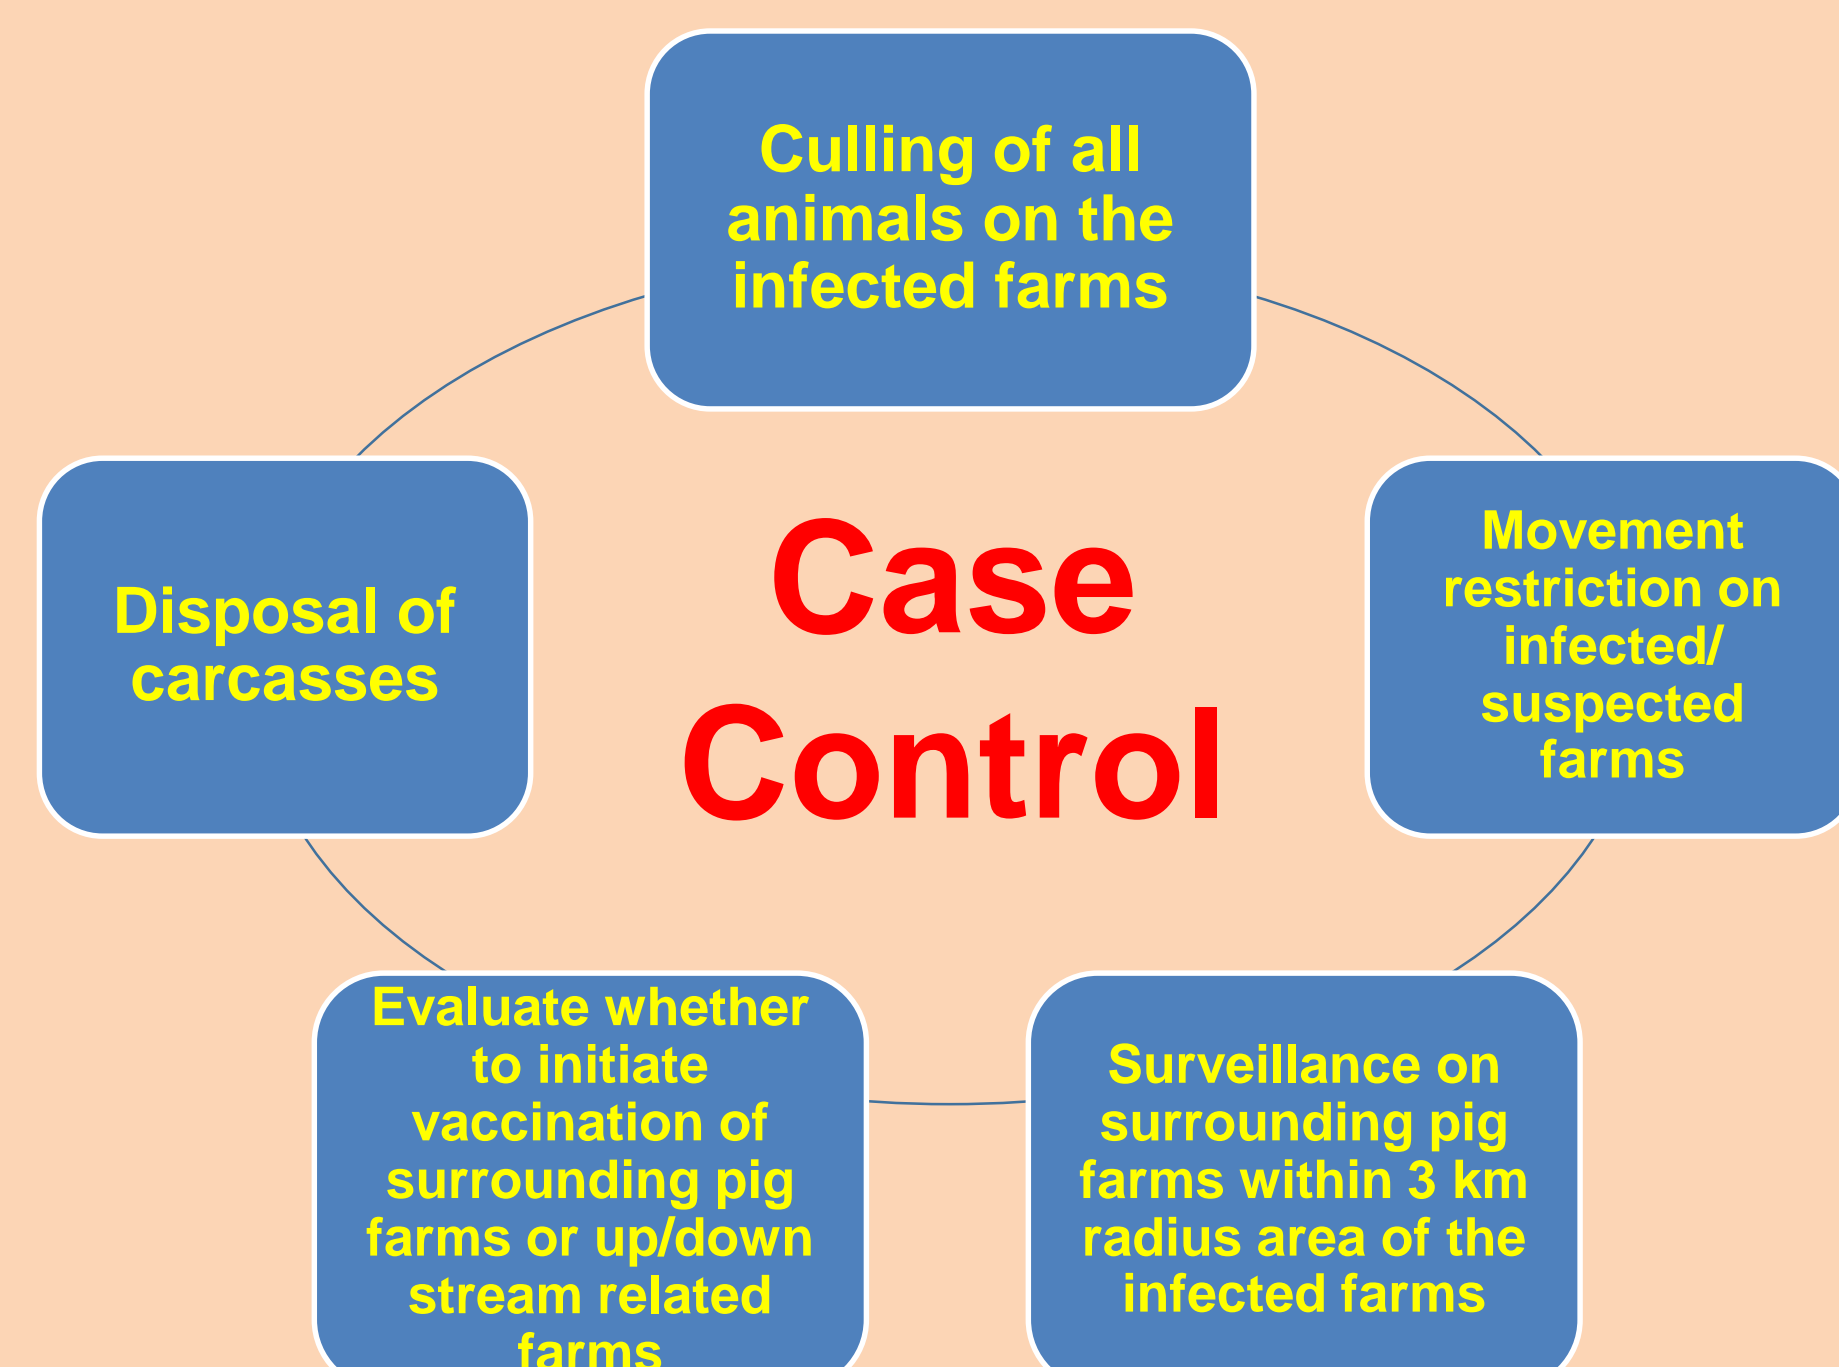 Culling of all
animals on the
infected farms
Movement
restriction on
infected/
suspected
farms
Surveillance on
surrounding pig
farms within 3 km
radius area of the
infected farms
Evaluate whether
to initiate
vaccination of
surrounding pig
farms or up/down
stream related
farms
Disposal of
carcasses
Case
Control